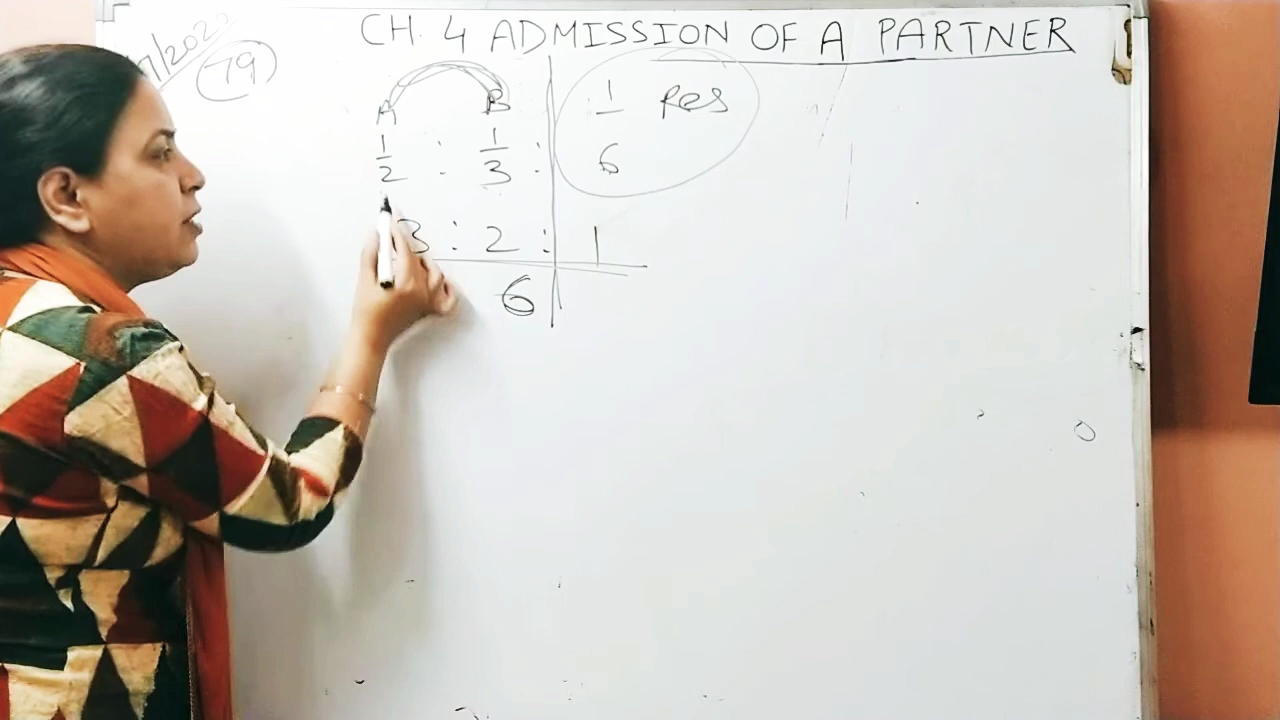 CH. 4 ADMISSION OF A PARTNER
79
A B
1/2 : 1/3 : 1/6 Res
3 : 2 : 1
6